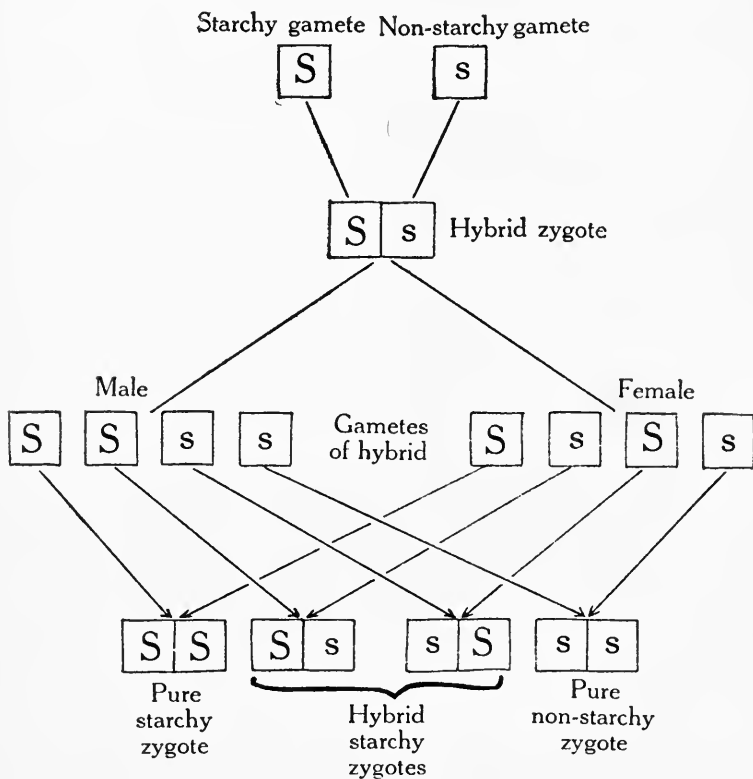 Starchy gamete Non-starchy gamete
S s
S s Hybrid zygote
Male Female
S S s s Gametes of hybrid S s S s
S S S s s S s s
Pure starchy zygote
Hybrid starchy zygotes
Pure non-starchy zygote